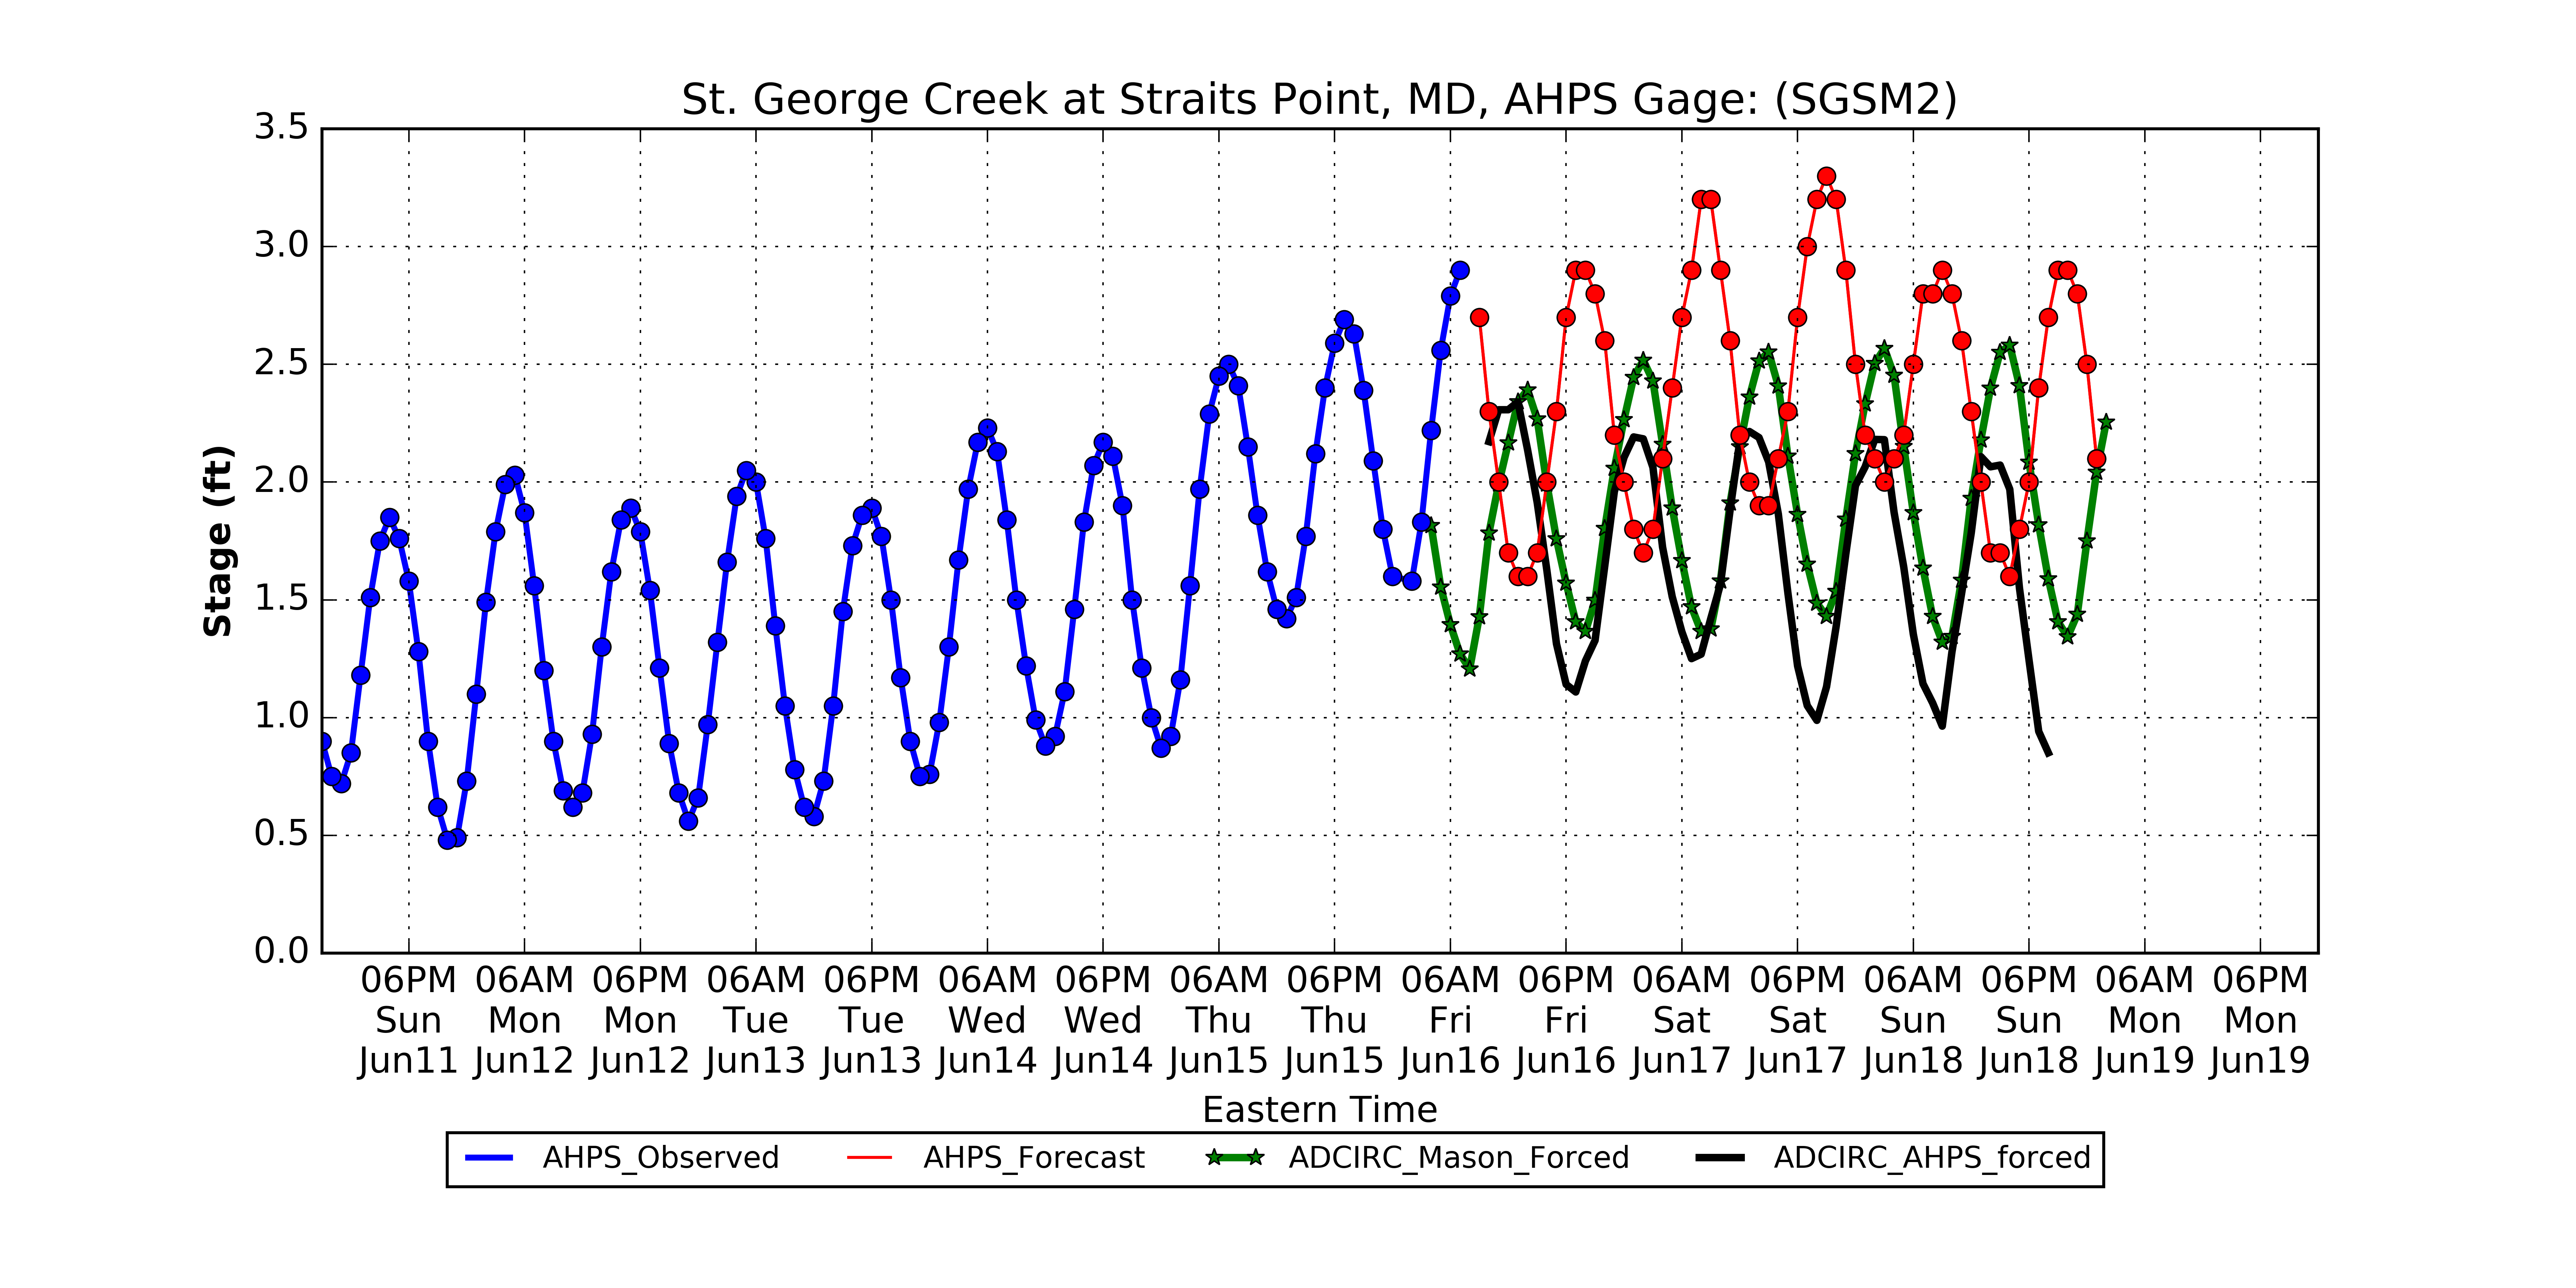 St. George Creek at Straits Point, MD, AHPS Gage: (SGSM2)
3.5
3.0
2.5
2.0
1.5
1.0
0.5
0.0
Stage (ft)
06PM 06AM 06PM 06AM 06PM 06AM 06PM 06AM 06PM 06AM 06PM 06AM 06PM 06AM 06PM 06AM 06PM
Sun Mon Mon Tue Tue Wed Wed Thu Thu Fri Fri Sat Sat Sun Sun Mon Mon
Jun11 Jun12 Jun12 Jun13 Jun13 Jun14 Jun14 Jun15 Jun15 Jun16 Jun16 Jun17 Jun17 Jun18 Jun18 Jun19 Jun19
Eastern Time
AHPS_Observed AHPS_Forecast ADCIRC_Mason_Forced ADCIRC_AHPS_forced